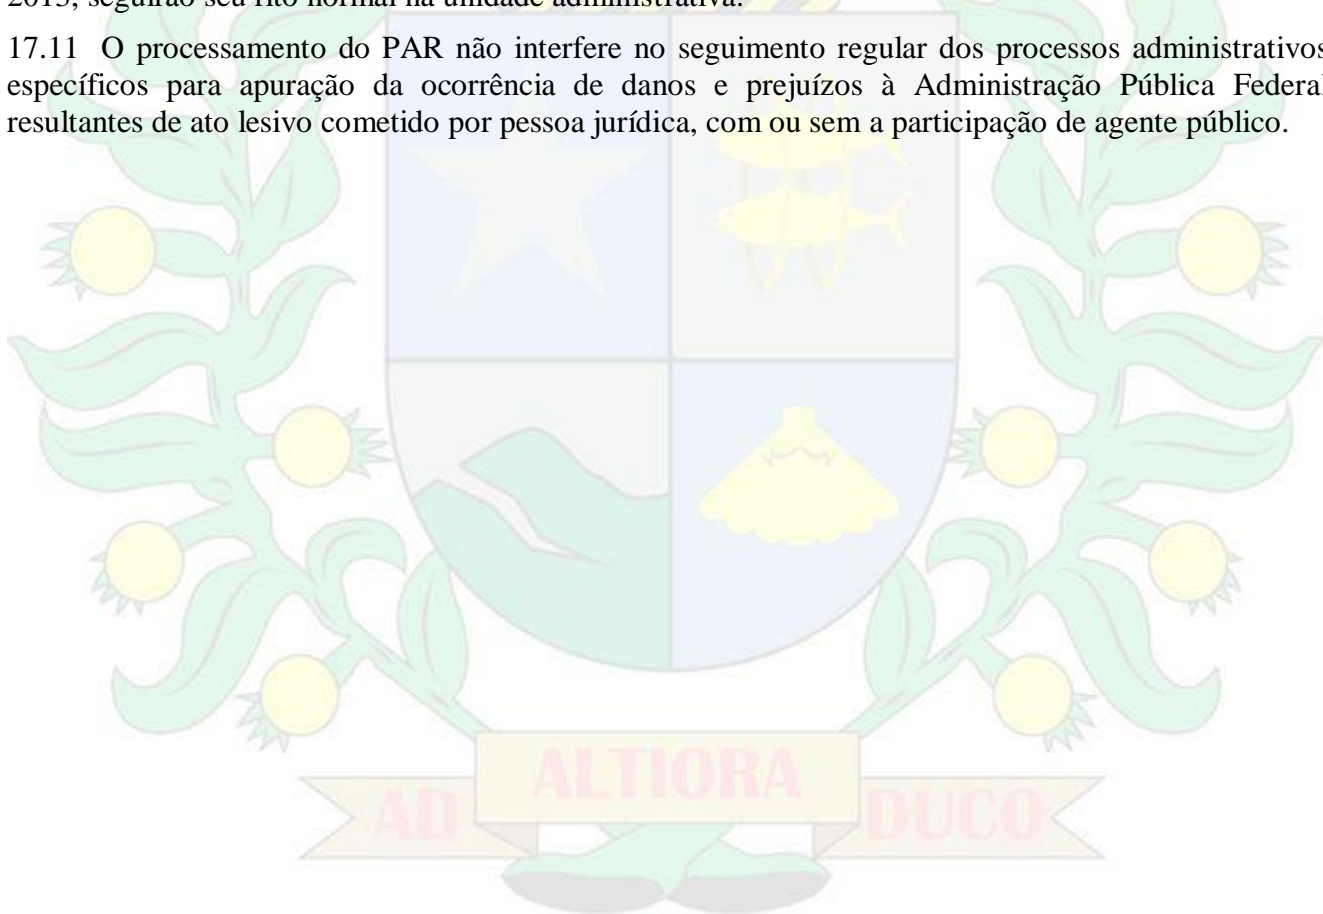 2013, seguirão seu rito normal na unidade administrativa.
17.11 O processamento do PAR não interfere no seguimento regular dos processos administrativos
específicos para apuração da ocorrência de danos e prejuízos à Administração Pública Federal
resultantes de ato lesivo cometido por pessoa jurídica, com ou sem a participação de agente público.
AD ALTIORA DUCO